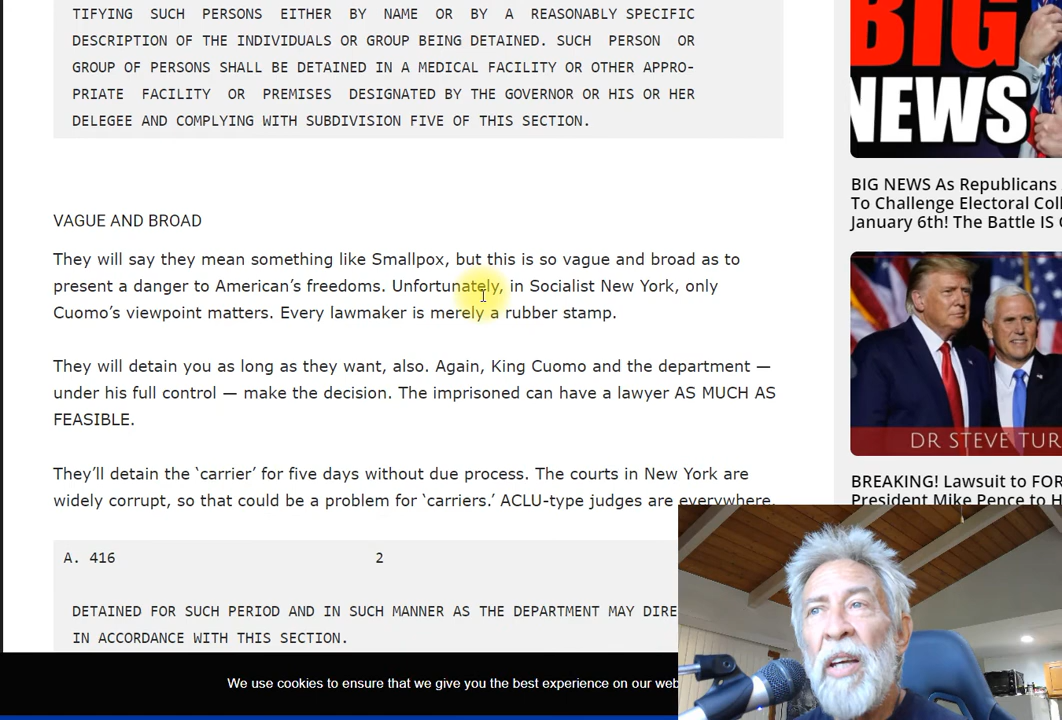 TIFYING SUCH PERSONS EITHER BY NAME OR BY A REASONABLY SPECIFIC
DESCRIPTION OF THE INDIVIDUALS OR GROUP BEING DETAINED. SUCH PERSON OR
GROUP OF PERSONS SHALL BE DETAINED IN A MEDICAL FACILITY OR OTHER APPRO-
PRIATE FACILITY OR PREMISES DESIGNATED BY THE GOVERNOR OR HIS OR HER
DELEGEE AND COMPLYING WITH SUBDIVISION FIVE OF THIS SECTION.
VAGUE AND BROAD
They will say they mean something like Smallpox, but this is so vague and broad as to
present a danger to American’s freedoms. Unfortunately, in Socialist New York, only
Cuomo’s viewpoint matters. Every lawmaker is merely a rubber stamp.
They will detain you as long as they want, also. Again, King Cuomo and the department —
under his full control — make the decision. The imprisoned can have a lawyer AS MUCH AS
FEASIBLE.
They’ll detain the ‘carrier’ for five days without due process. The courts in New York are
widely corrupt, so that could be a problem for ‘carriers.’ ACLU-type judges are everywhere.
A. 416 2
DETAINED FOR SUCH PERIOD AND IN SUCH MANNER AS THE DEPARTMENT MAY DIRE
IN ACCORDANCE WITH THIS SECTION.
We use cookies to ensure that we give you the best experience on our web
BIG
NEWS
BIG NEWS As Republicans
To Challenge Electoral Col
January 6th! The Battle IS
DR STEVE TUR
BREAKING! Lawsuit to FOR
President Mike Pence to H